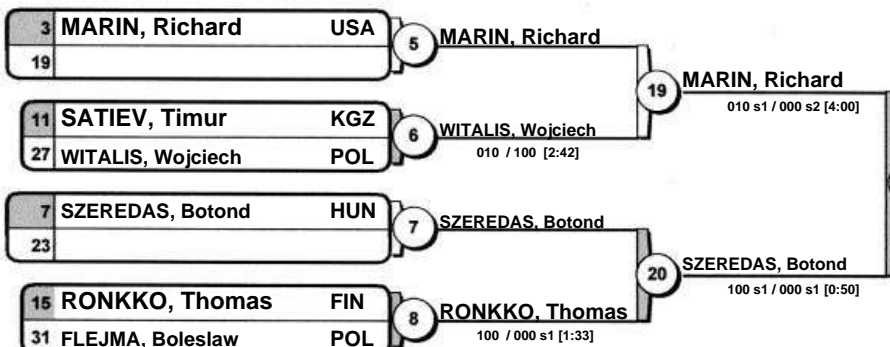 3 MARIN, Richard USA
19
5 MARIN, Richard
11 SATIEV, Timur KGZ
27 WITALIS, Wojciech POL
6 WITALIS, Wojciech
010 / 100 [2:42]
19 MARIN, Richard
010 s1 / 000 s2 [4:00]
7 SZEREDAS, Botond HUN
23
7 SZEREDAS, Botond
15 RONKKO, Thomas FIN
31 FLEJMA, Boleslaw POL
8 RONKKO, Thomas
100 / 000 s1 [1:33]
20 SZEREDAS, Botond
100 s1 / 000 s1 [0:50]